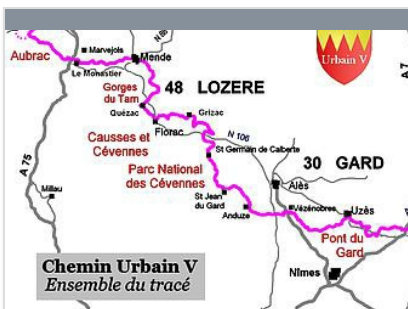 N 88
Marvejols
Mende
Urbain V
A 7
Aubrac
Le Monastier
48 LOZERE
Gorges
du Tarn
Quézac
Grizac
Florac
Causses et
Cévennes
N 106
St Germain de Calberte
30 GARD
Parc National
des Cévennes
A 75
Millau
Alès
St Jean
du Gard
Anduze
Vézénobres
Uzès
Pont du
Gard
Nîmes
Chemin Urbain V
Ensemble du tracé